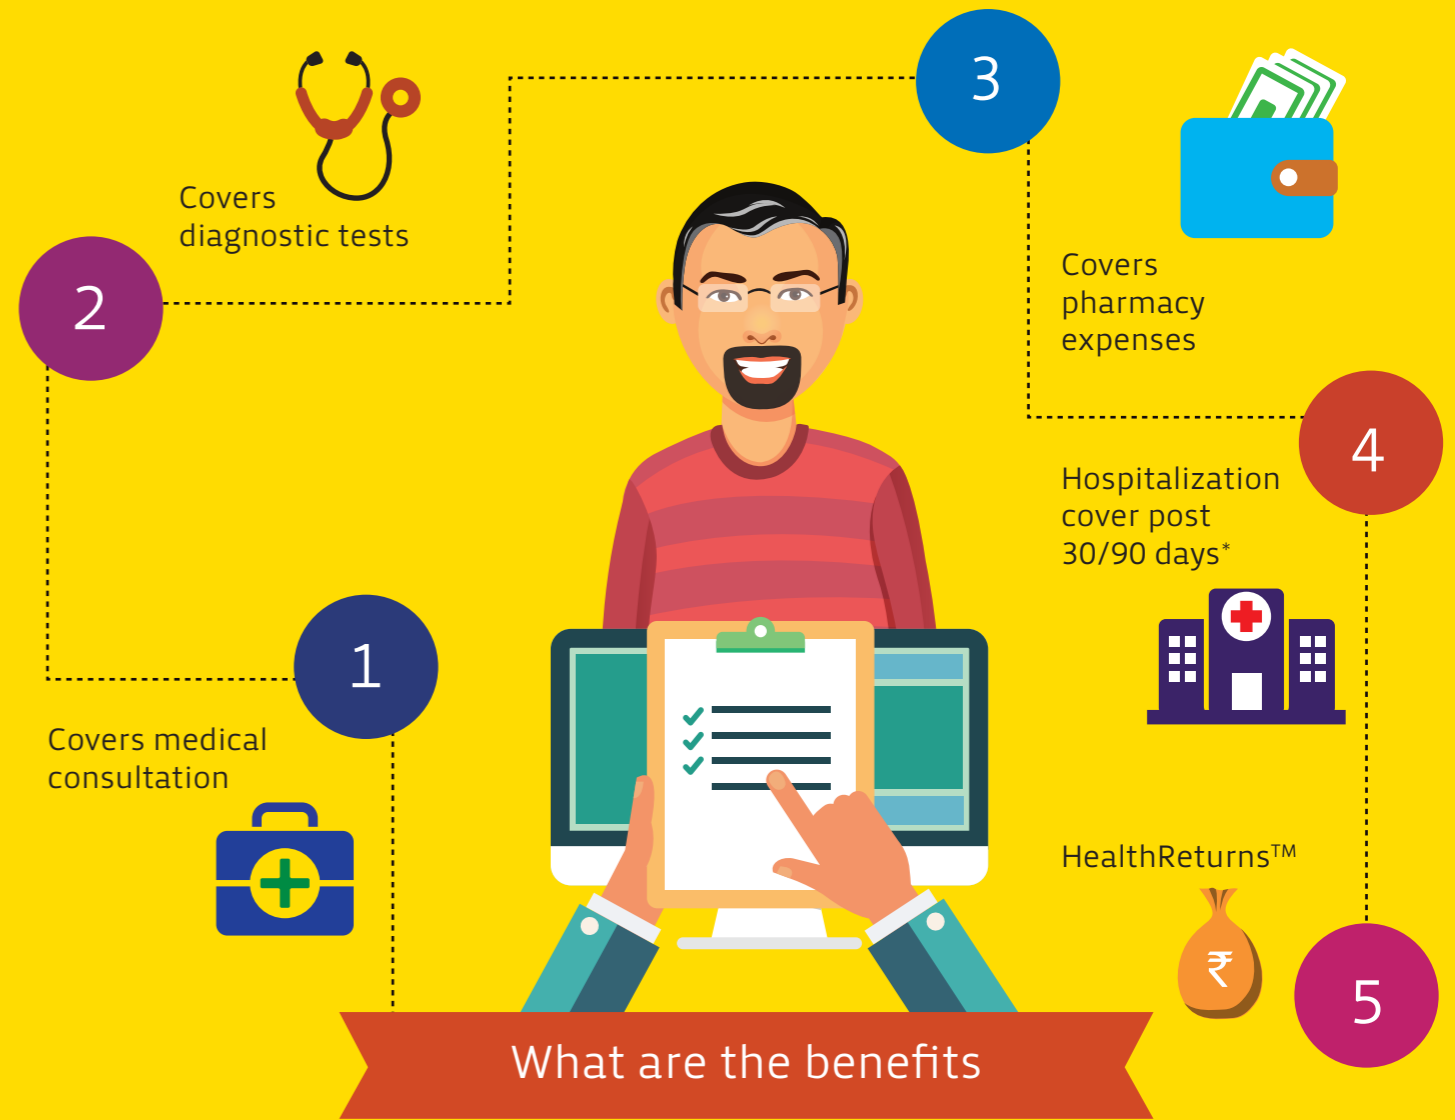 What are the benefits
1
Covers medical
consultation
2
Covers
diagnostic tests
3
Covers
pharmacy
expenses
4
Hospitalization
cover post
30/90 days*
HealthReturns™
₹
5